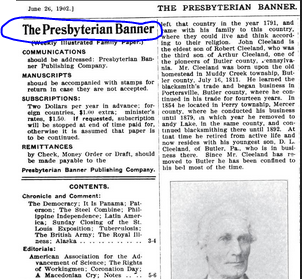 June 26, 1902.]
THE PRESBYTERIAN BANNER.
The Presbyterian Banner
(Weekly Illustrated Family Paper.)
COMMUNICATIONS
should be addressed: Presbyterian Banner Publishing Company.
MANUSCRIPTS
should be accompanied with stamps for
return in case they are not accepted.
SUBSCRIPTIONS:
Two Dollars per year in advance; foreign
countries, $1.00 extra; ministers'
rates, $1.50. If requested, subscription will
be stopped at end of time paid for,
otherwise it is assumed that paper is
to be continued.
REMITTANCES
by Check, Money Order or Draft, should
be made payable to the
Presbyterian Banner Publishing Company.
CONTENTS.
Chronicle and Comment:
The Democracy; It is Panama; Patterson;
The Steel Combine; Philippine
Independence; Latin America;
Sunday Closing of the St.
Louis Exposition; Tuberculosis;
The British Army; The Royal Illness;
Alaska 3-4
Editorials:
American Association for the Advancement
of Science; The Rights
of Workingmen; Coronation Day;
A Macedonian Cry; Notes 5-6
left that country in the year 1791, and
came with his family to this country,
where they could live and think according
to their religion. John Cleeland is
the eldest son of Robert Cleeland, who was
the third son of Arthur Cleeland, one of
the pioneers of Butler county,
Mr. Cleeland was born upon the old
homestead in Muddy Creek township, Butler
county, July 16, 1811. He learned the
blacksmith's trade and began business in
Portersville, Butler county, where he continued
in his trade for fourteen years. In
1854 he located in Perry township, Mercer
county, where he continued his business
until 1879, in which year he removed to
Sandy Lake, in the same county, and continued
blacksmithing there until 1892. At
that time he retired from active life and
now resides with his youngest son, D. L.
Cleeland, of Butler, Pa., who is in business
there. Since Mr. Cleeland has removed
to Butler he has been confined to
his bed most of the time.